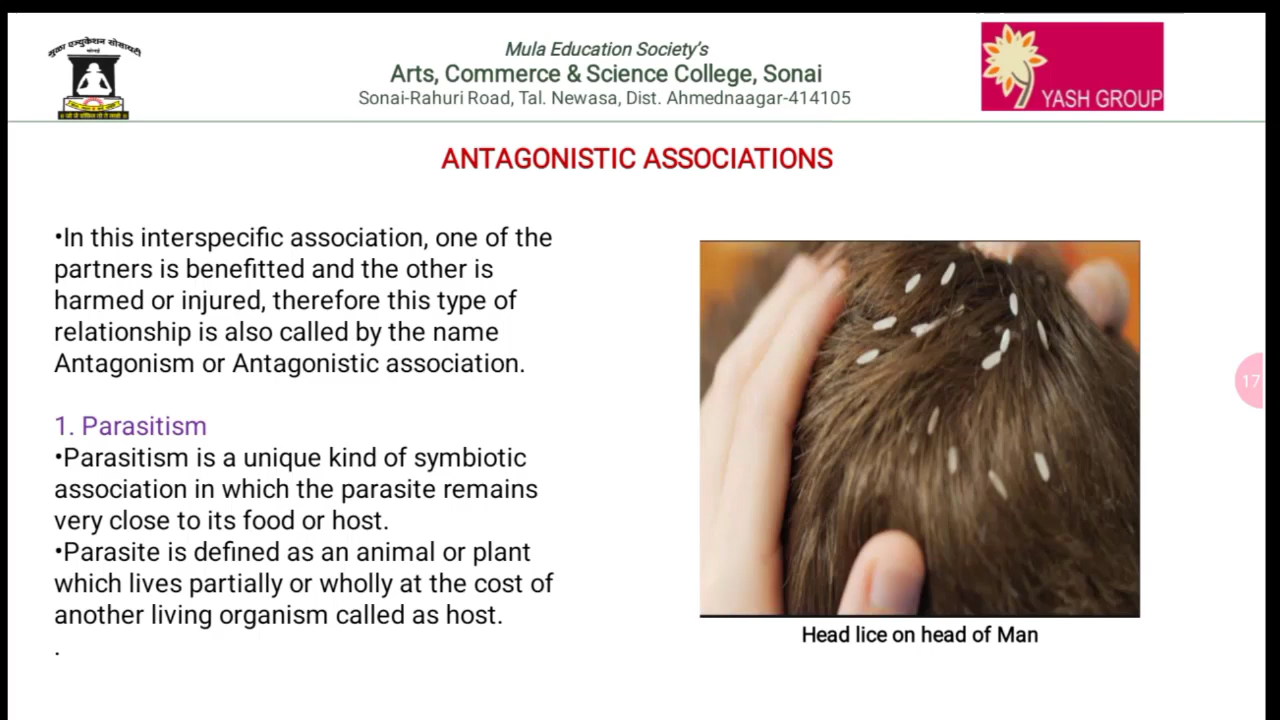 मुळा एज्युकेशन सोसायटी
Mula Education Society's
Arts, Commerce & Science College, Sonai
Sonai-Rahuri Road, Tal. Newasa, Dist. Ahmednaagar-414105
YASH GROUP
ANTAGONISTIC ASSOCIATIONS
•In this interspecific association, one of the
partners is benefitted and the other is
harmed or injured, therefore this type of
relationship is also called by the name
Antagonism or Antagonistic association.
1. Parasitism
•Parasitism is a unique kind of symbiotic
association in which the parasite remains
very close to its food or host.
•Parasite is defined as an animal or plant
which lives partially or wholly at the cost of
another living organism called as host.
.
Head lice on head of Man
17